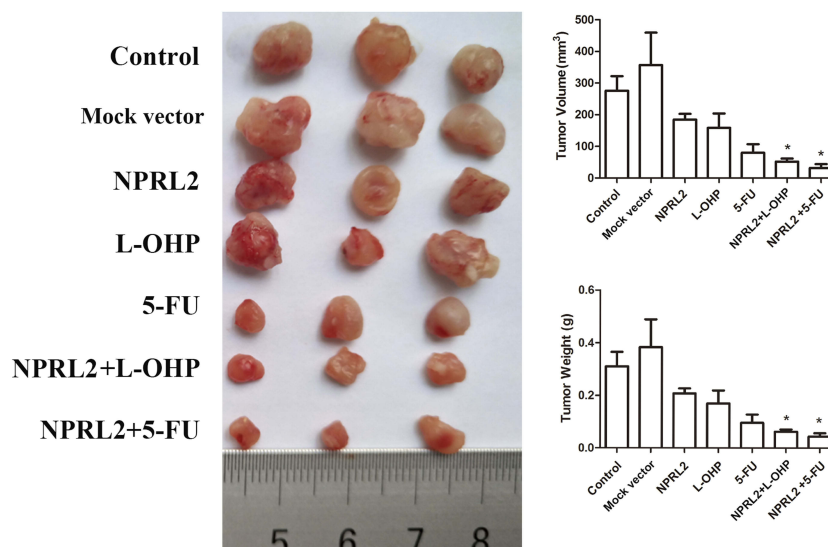 Control
Mock vector
NPRL2
L-OHP
5-FU
NPRL2+L-OHP
NPRL2+5-FU
5 6 7 8
Tumor Volume(mm3)
500
400
300
200
100
0
* *
Control
Mock vector
NPRL2
L-OHP
5-FU
NPRL2+L-OHP
NPRL2 +5-FU
Tumor Weight (g)
0.6
0.4
0.2
0.0
* *
Control
Mock vector
NPRL2
L-OHP
5-FU
NPRL2+L-OHP
NPRL2 +5-FU